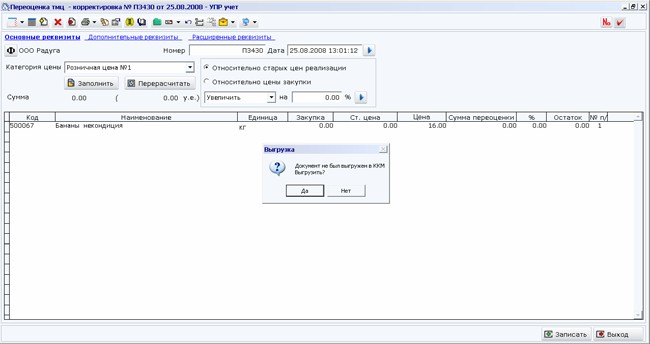 Переоценка тмц - корректировка № ПЗ430 от 25.08.2008 - УПР учет
№ 
Основные реквизиты Дополнительные реквизиты Расширенные реквизиты
Ф ООО Радуга Номер ПЗ430 Дата 25.08.2008 13:01:12
Категория цены Розничная цена №1
Относительно старых цен реализации
Заполнить Перерасчитать
Относительно цены закупки
Сумма 0.00 ( 0.00 у.е.) Увеличить на 0.00 %
Код Наименование Единица Закупка Ст. цена Цена Сумма переоценки % Остаток № п/
500067 Бананы некондиция кг 0.00 0.00 16.00 0.00 0.00 0.00 1
Выгрузка
Документ не был выгружен в ККМ
Выгрузить?
Да Нет
Записать Выход